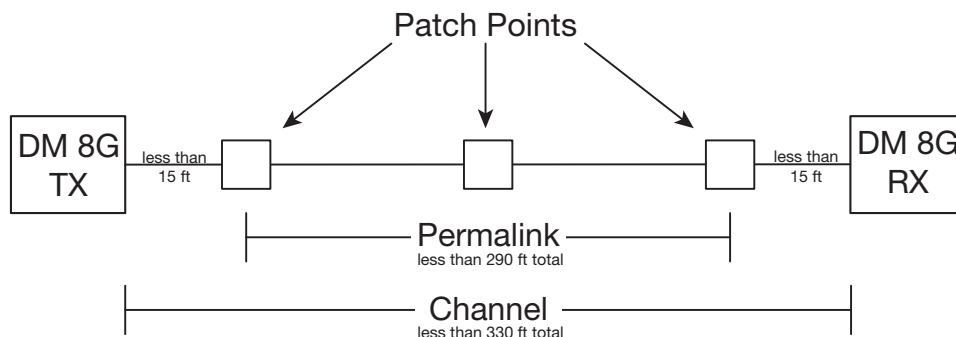 Patch Points
DM 8G
TX
less than
15 ft
less than
15 ft
DM 8G
RX
Permalink
less than 290 ft total
Channel
less than 330 ft total